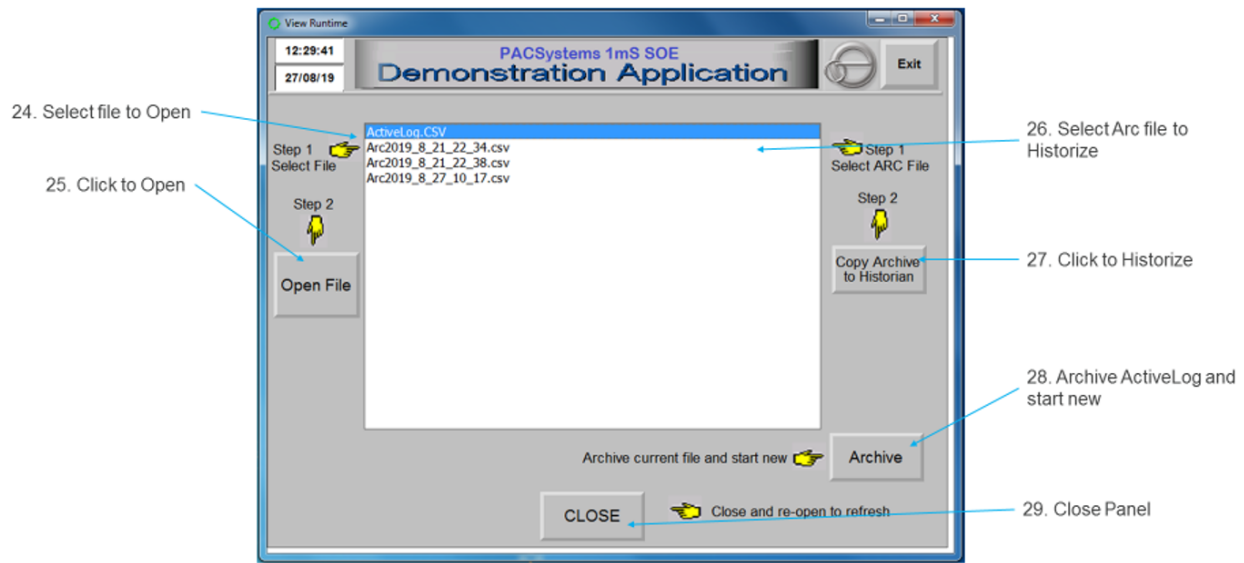 View Runtime
12:29:41
27/08/19
PACSystems 1mS SOE
Demonstration Application
Exit
24. Select file to Open
25. Click to Open
Step 1
Select File
Step 2
Open File
ActiveLog.CSV
Arc2019_8_21_22_34.csv
Arc2019_8_21_22_38.csv
Arc2019_8_27_10_17.csv
Step 1
Select ARC File
Step 2
Copy Archive
to Historian
26. Select Arc file to
Historize
27. Click to Historize
28. Archive ActiveLog and
start new
Archive current file and start new
Archive
CLOSE
Close and re-open to refresh
29. Close Panel